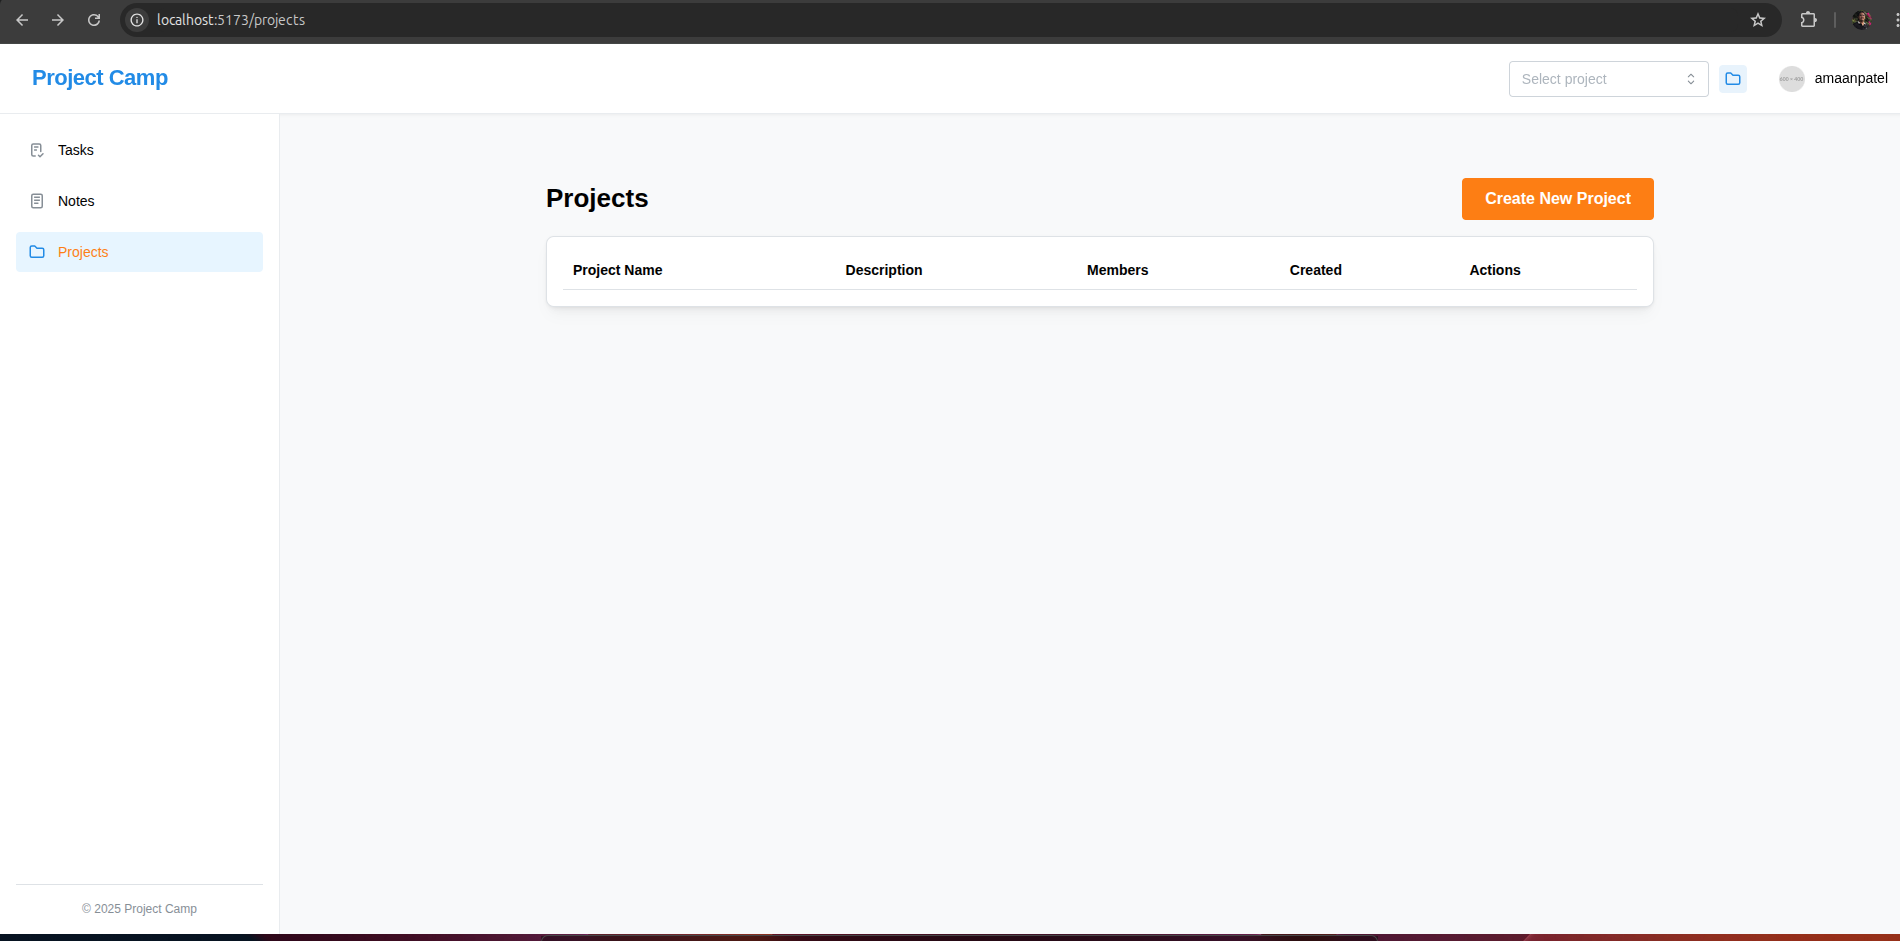 localhost:5173/projects
Project Camp
Select project
amaanpatel
Tasks
Notes
Projects
Projects
Create New Project
Project Name Description Members Created Actions
© 2025 Project Camp